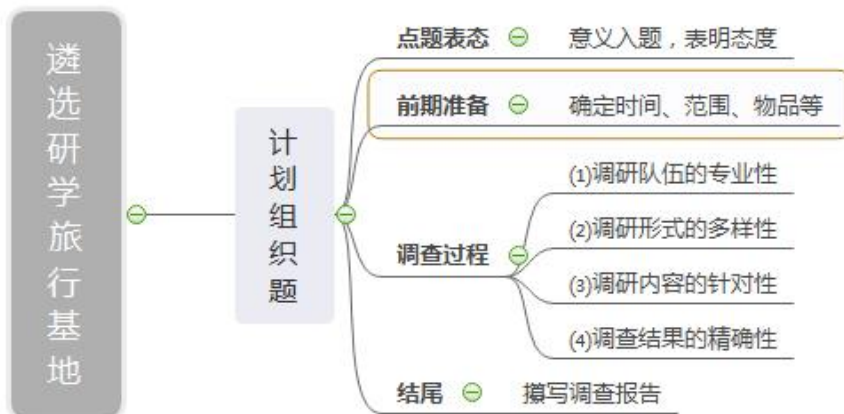 遴选研学旅行基地
计划组织题
点题表态
意义入题，表明态度
前期准备
确定时间、范围、物品等
调查过程
(1)调研队伍的专业性
(2)调研形式的多样性
(3)调研内容的针对性
(4)调查结果的精确性
结尾
撰写调查报告